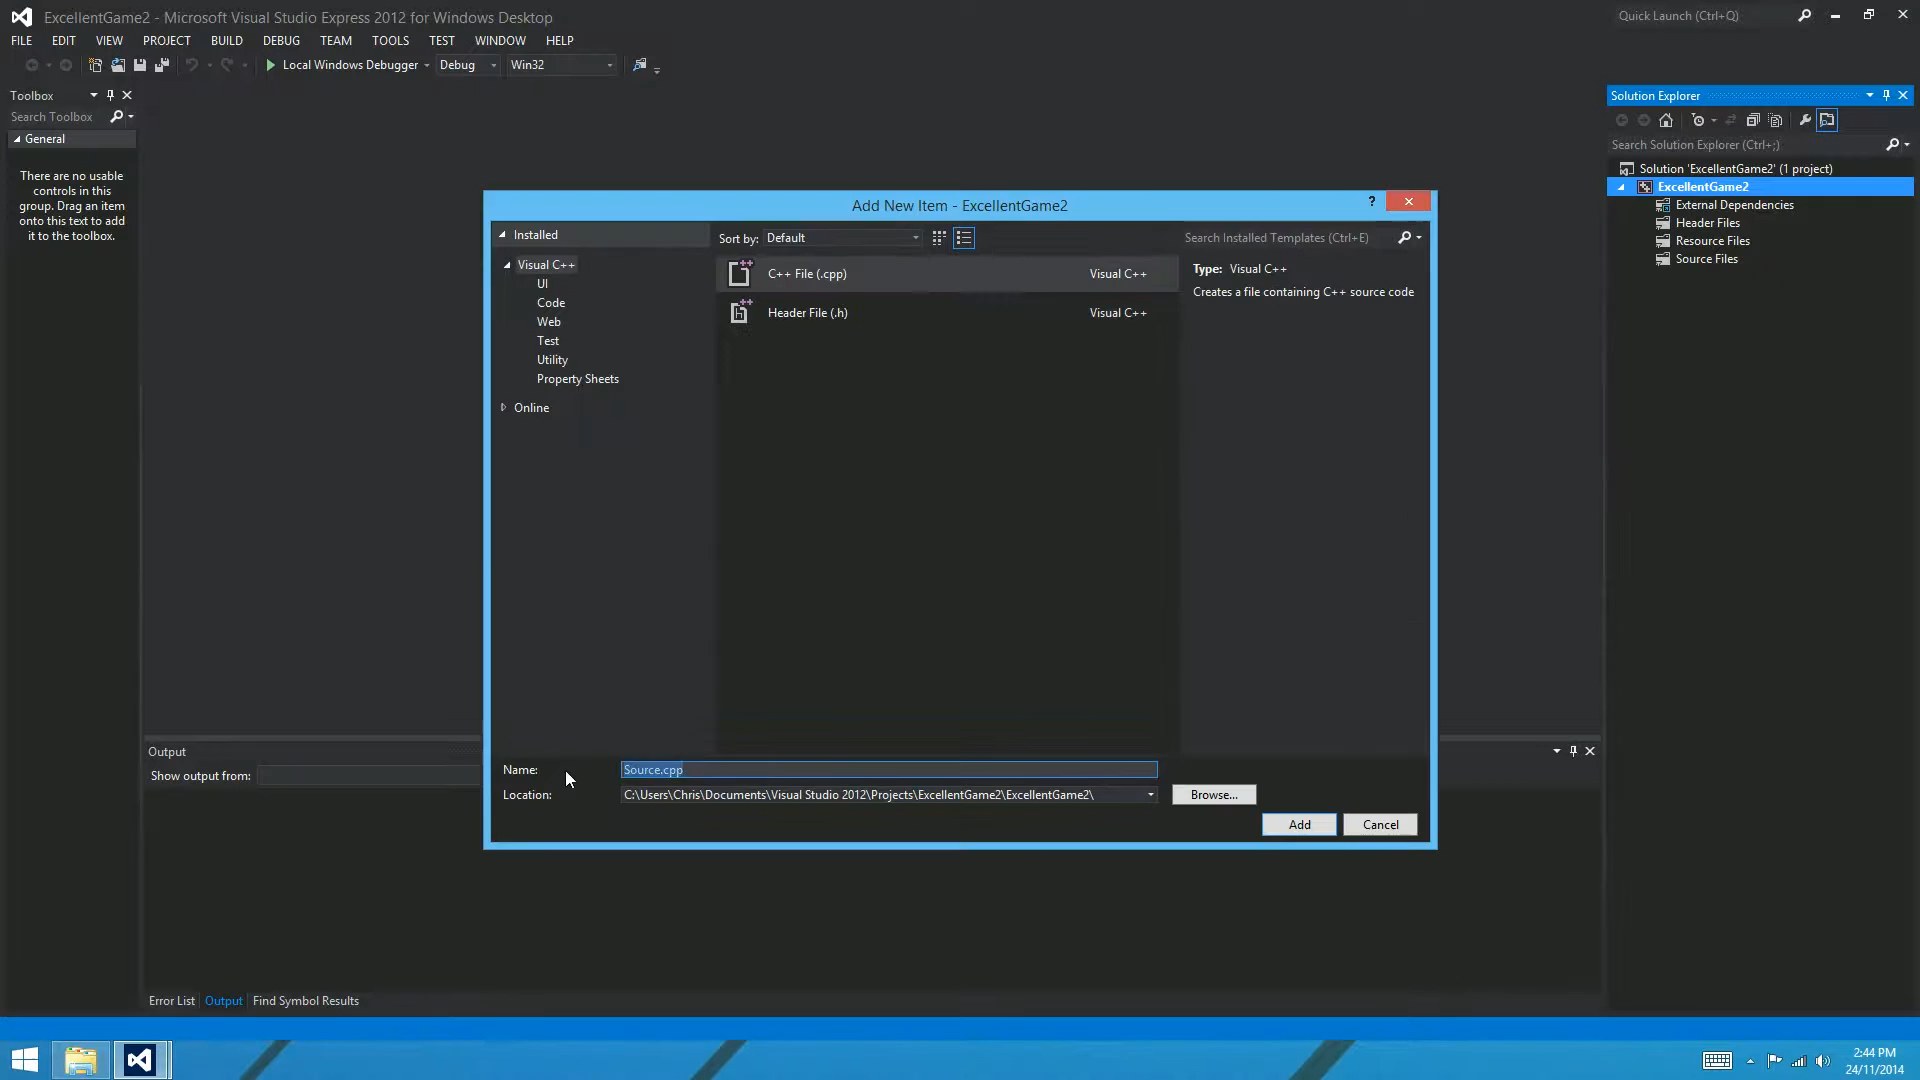 ExcellentGame2 - Microsoft Visual Studio Express 2012 for Windows Desktop
Quick Launch (Ctrl+Q)
FILE EDIT VIEW PROJECT BUILD DEBUG TEAM TOOLS TEST WINDOW HELP
Local Windows Debugger Debug Win32
Toolbox
Search Toolbox
General
There are no usable
controls in this
group. Drag an item
onto this text to add
it to the toolbox.
Add New Item - ExcellentGame2
?
Installed
Visual C++
UI
Code
Web
Test
Utility
Property Sheets
Online
Sort by: Default
C++ File (.cpp) Visual C++
Header File (.h) Visual C++
Search Installed Templates (Ctrl+E)
Type: Visual C++
Creates a file containing C++ source code
Name: Source.cpp
Location: C:\Users\Chris\Documents\Visual Studio 2012\Projects\ExcellentGame2\ExcellentGame2\
Browse...
Add Cancel
Solution Explorer
Search Solution Explorer (Ctrl+;)
Solution 'ExcellentGame2' (1 project)
ExcellentGame2
External Dependencies
Header Files
Resource Files
Source Files
Output
Show output from:
Error List Output Find Symbol Results
2:44 PM
24/11/2014